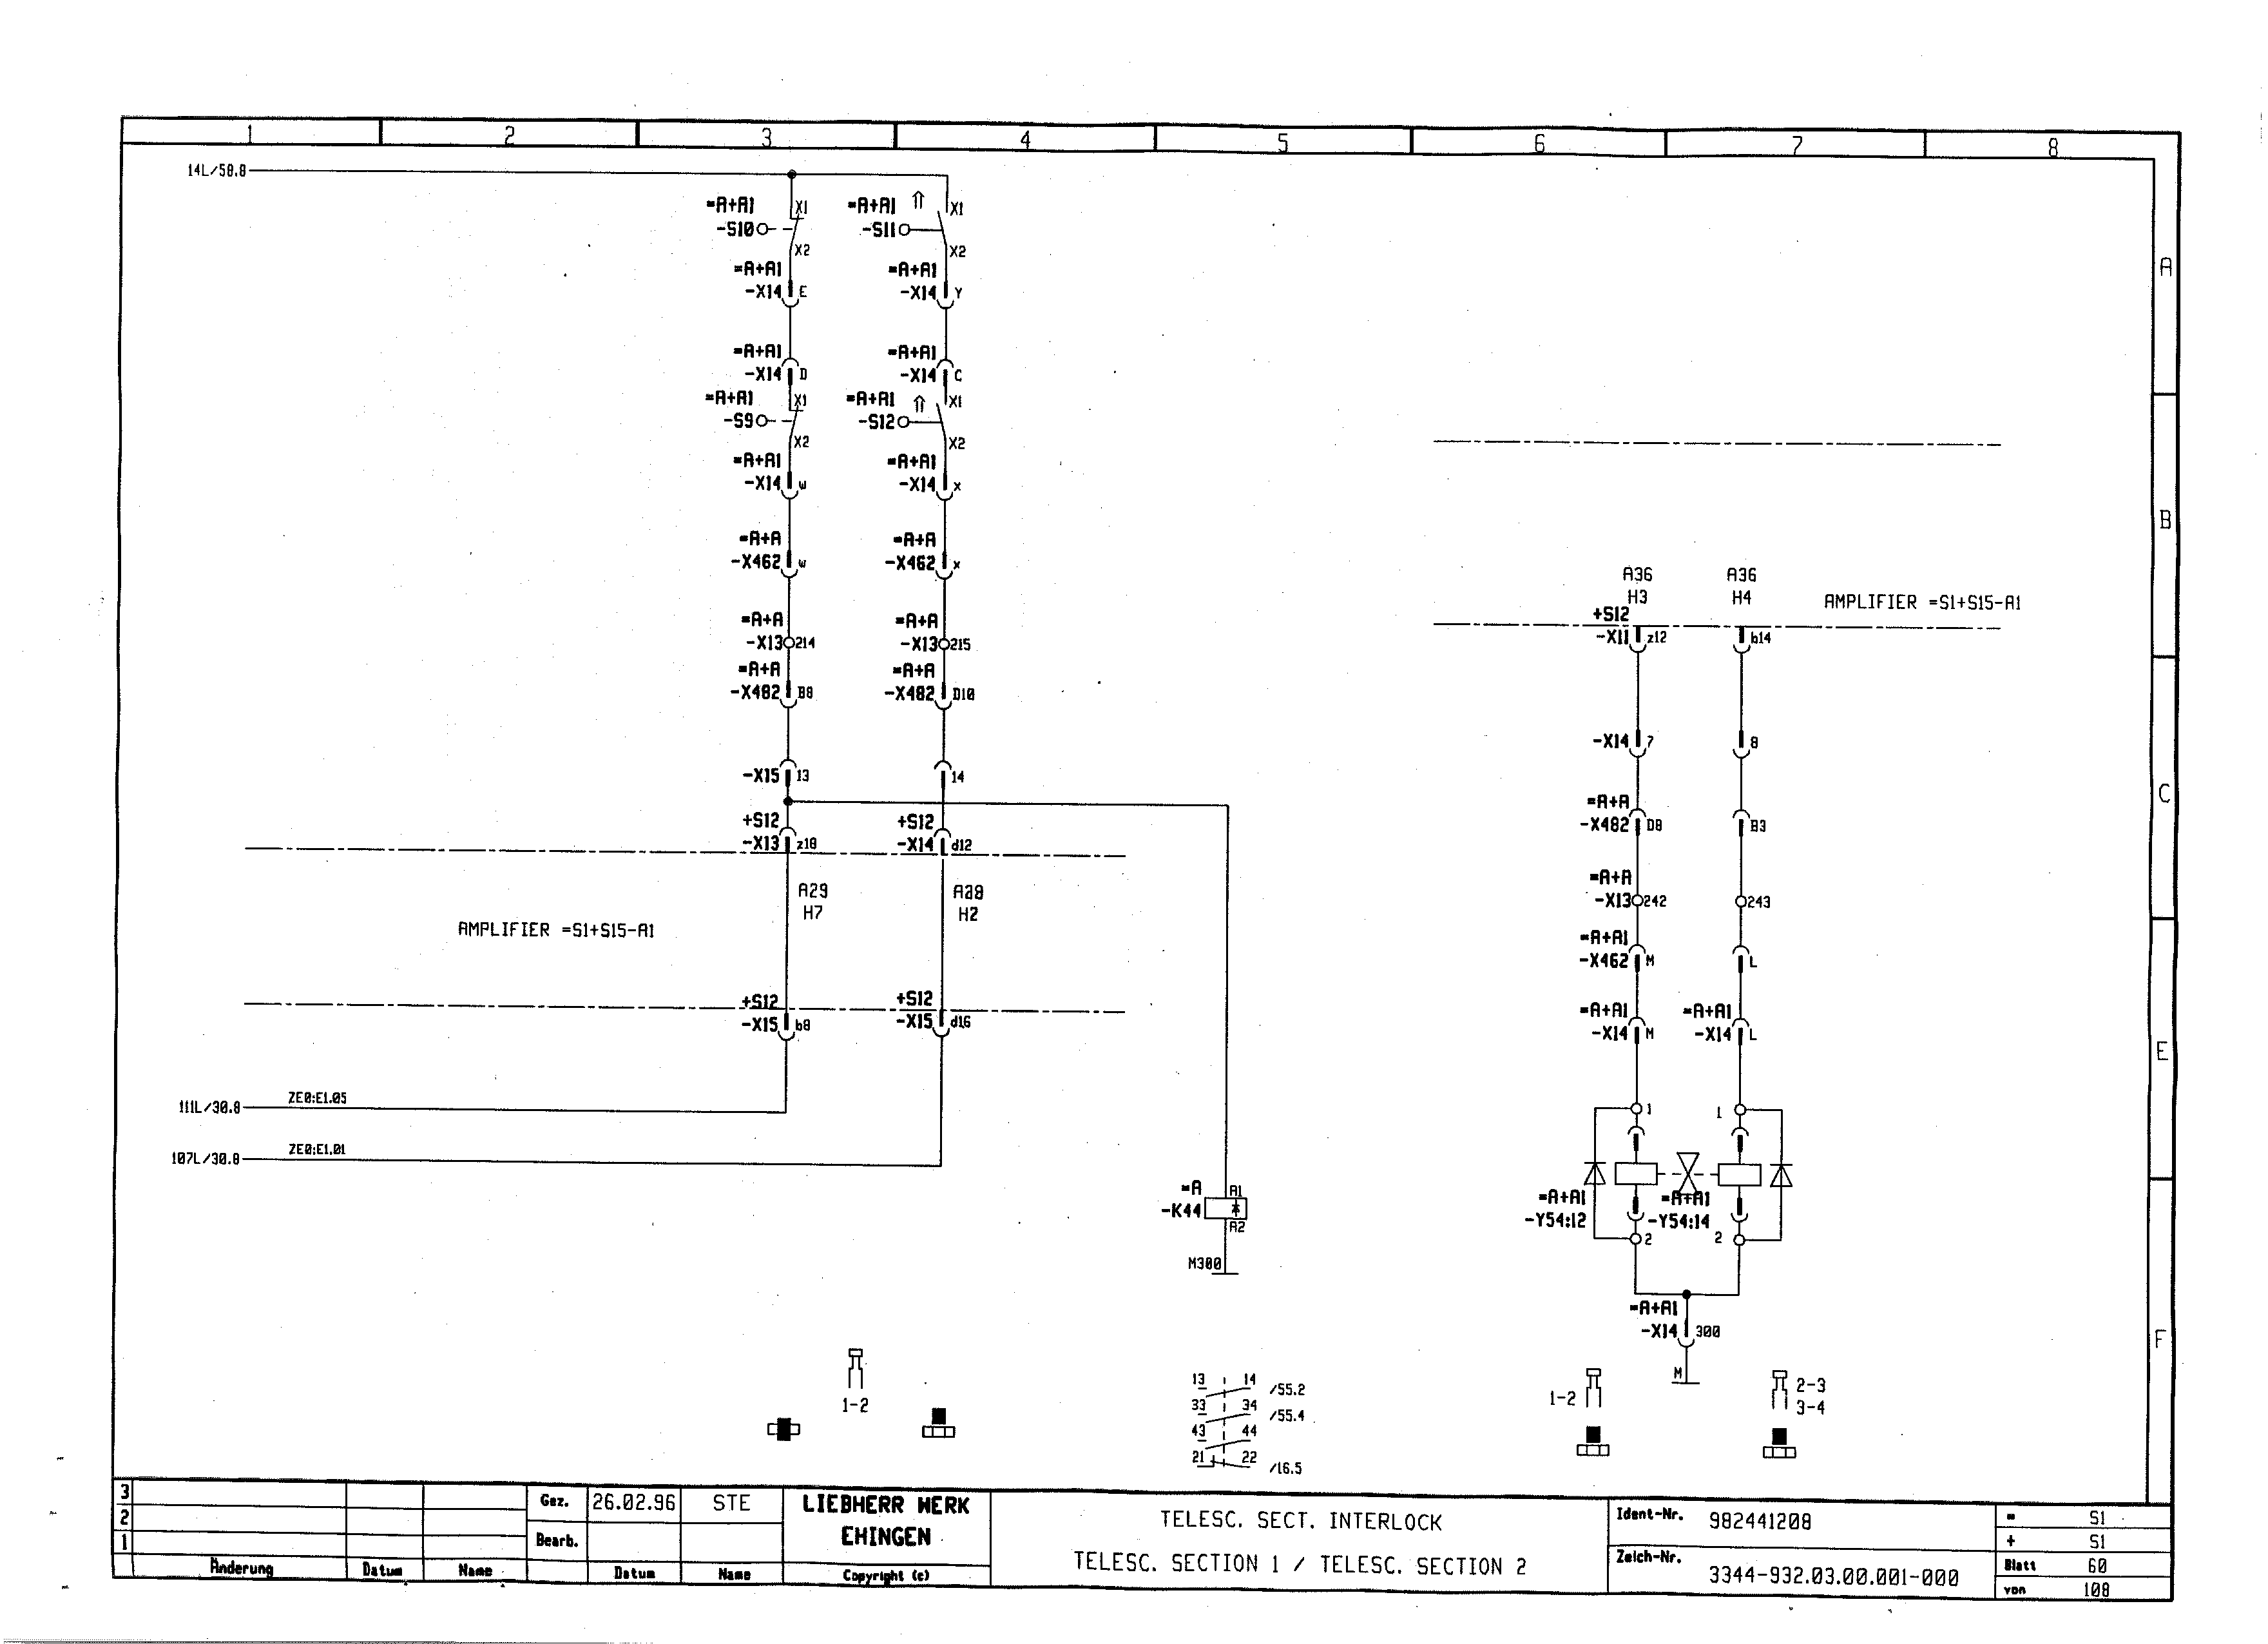 1 2 3 4 5 6 7 8
14L/58.8
=A+A1 X1 =A+A1 ⇑ X1
-S10 -S11
X2 X2
=A+A1 =A+A1
-X14 E -X14 Y
=A+A1 =A+A1
-X14 D -X14 C
=A+A1 X1 =A+A1 ⇑ X1
-S9 -S12
X2 X2
=A+A1 =A+A1
-X14 w -X14 x
=A+A =A+A
-X462 w -X462 x
=A+A =A+A
-X13 214 -X13 215
=A+A =A+A
-X482 B8 -X482 D10
-X15 13 14
+S12 +S12
-X13 z18 -X14 d12
A29
H7 H2
AMPLIFIER =S1+S15-A1
+S12 +S12
-X15 b8 -X15 d16
111L/30.8 ZE0:E1.05
107L/30.8 ZE0:E1.01
=A A1
-K44
A2
M300
A36 A36
H3 H4 AMPLIFIER =S1+S15-A1
+S12
-X11 z12 b14
-X14 7 8
=A+A
-X482 D8 B3
=A+A
-X13 242 243
=A+A1
-X462 M L
=A+A1 =A+A1
-X14 M -X14 L
1 1
=A+A1 =A+A1
-Y54:12 -Y54:14
2 2
=A+A1
-X14 300
M
1-2
13 14 /55.2
33 34 /55.4
43 44
21 22 /16.5
1-2 2-3
3-4
A
B
C
E
F
3
2
1
Änderung Datum Name
Gez. 26.02.96 STE
Bearb.
Datum Name
LIEBHERR WERK
EHINGEN
Copyright (c)
TELESC. SECT. INTERLOCK
TELESC. SECTION 1 / TELESC. SECTION 2
Ident-Nr. 982441208
Zeich-Nr. 3344-932.03.00.001-000
= S1
+ S1
Blatt 60
von 108